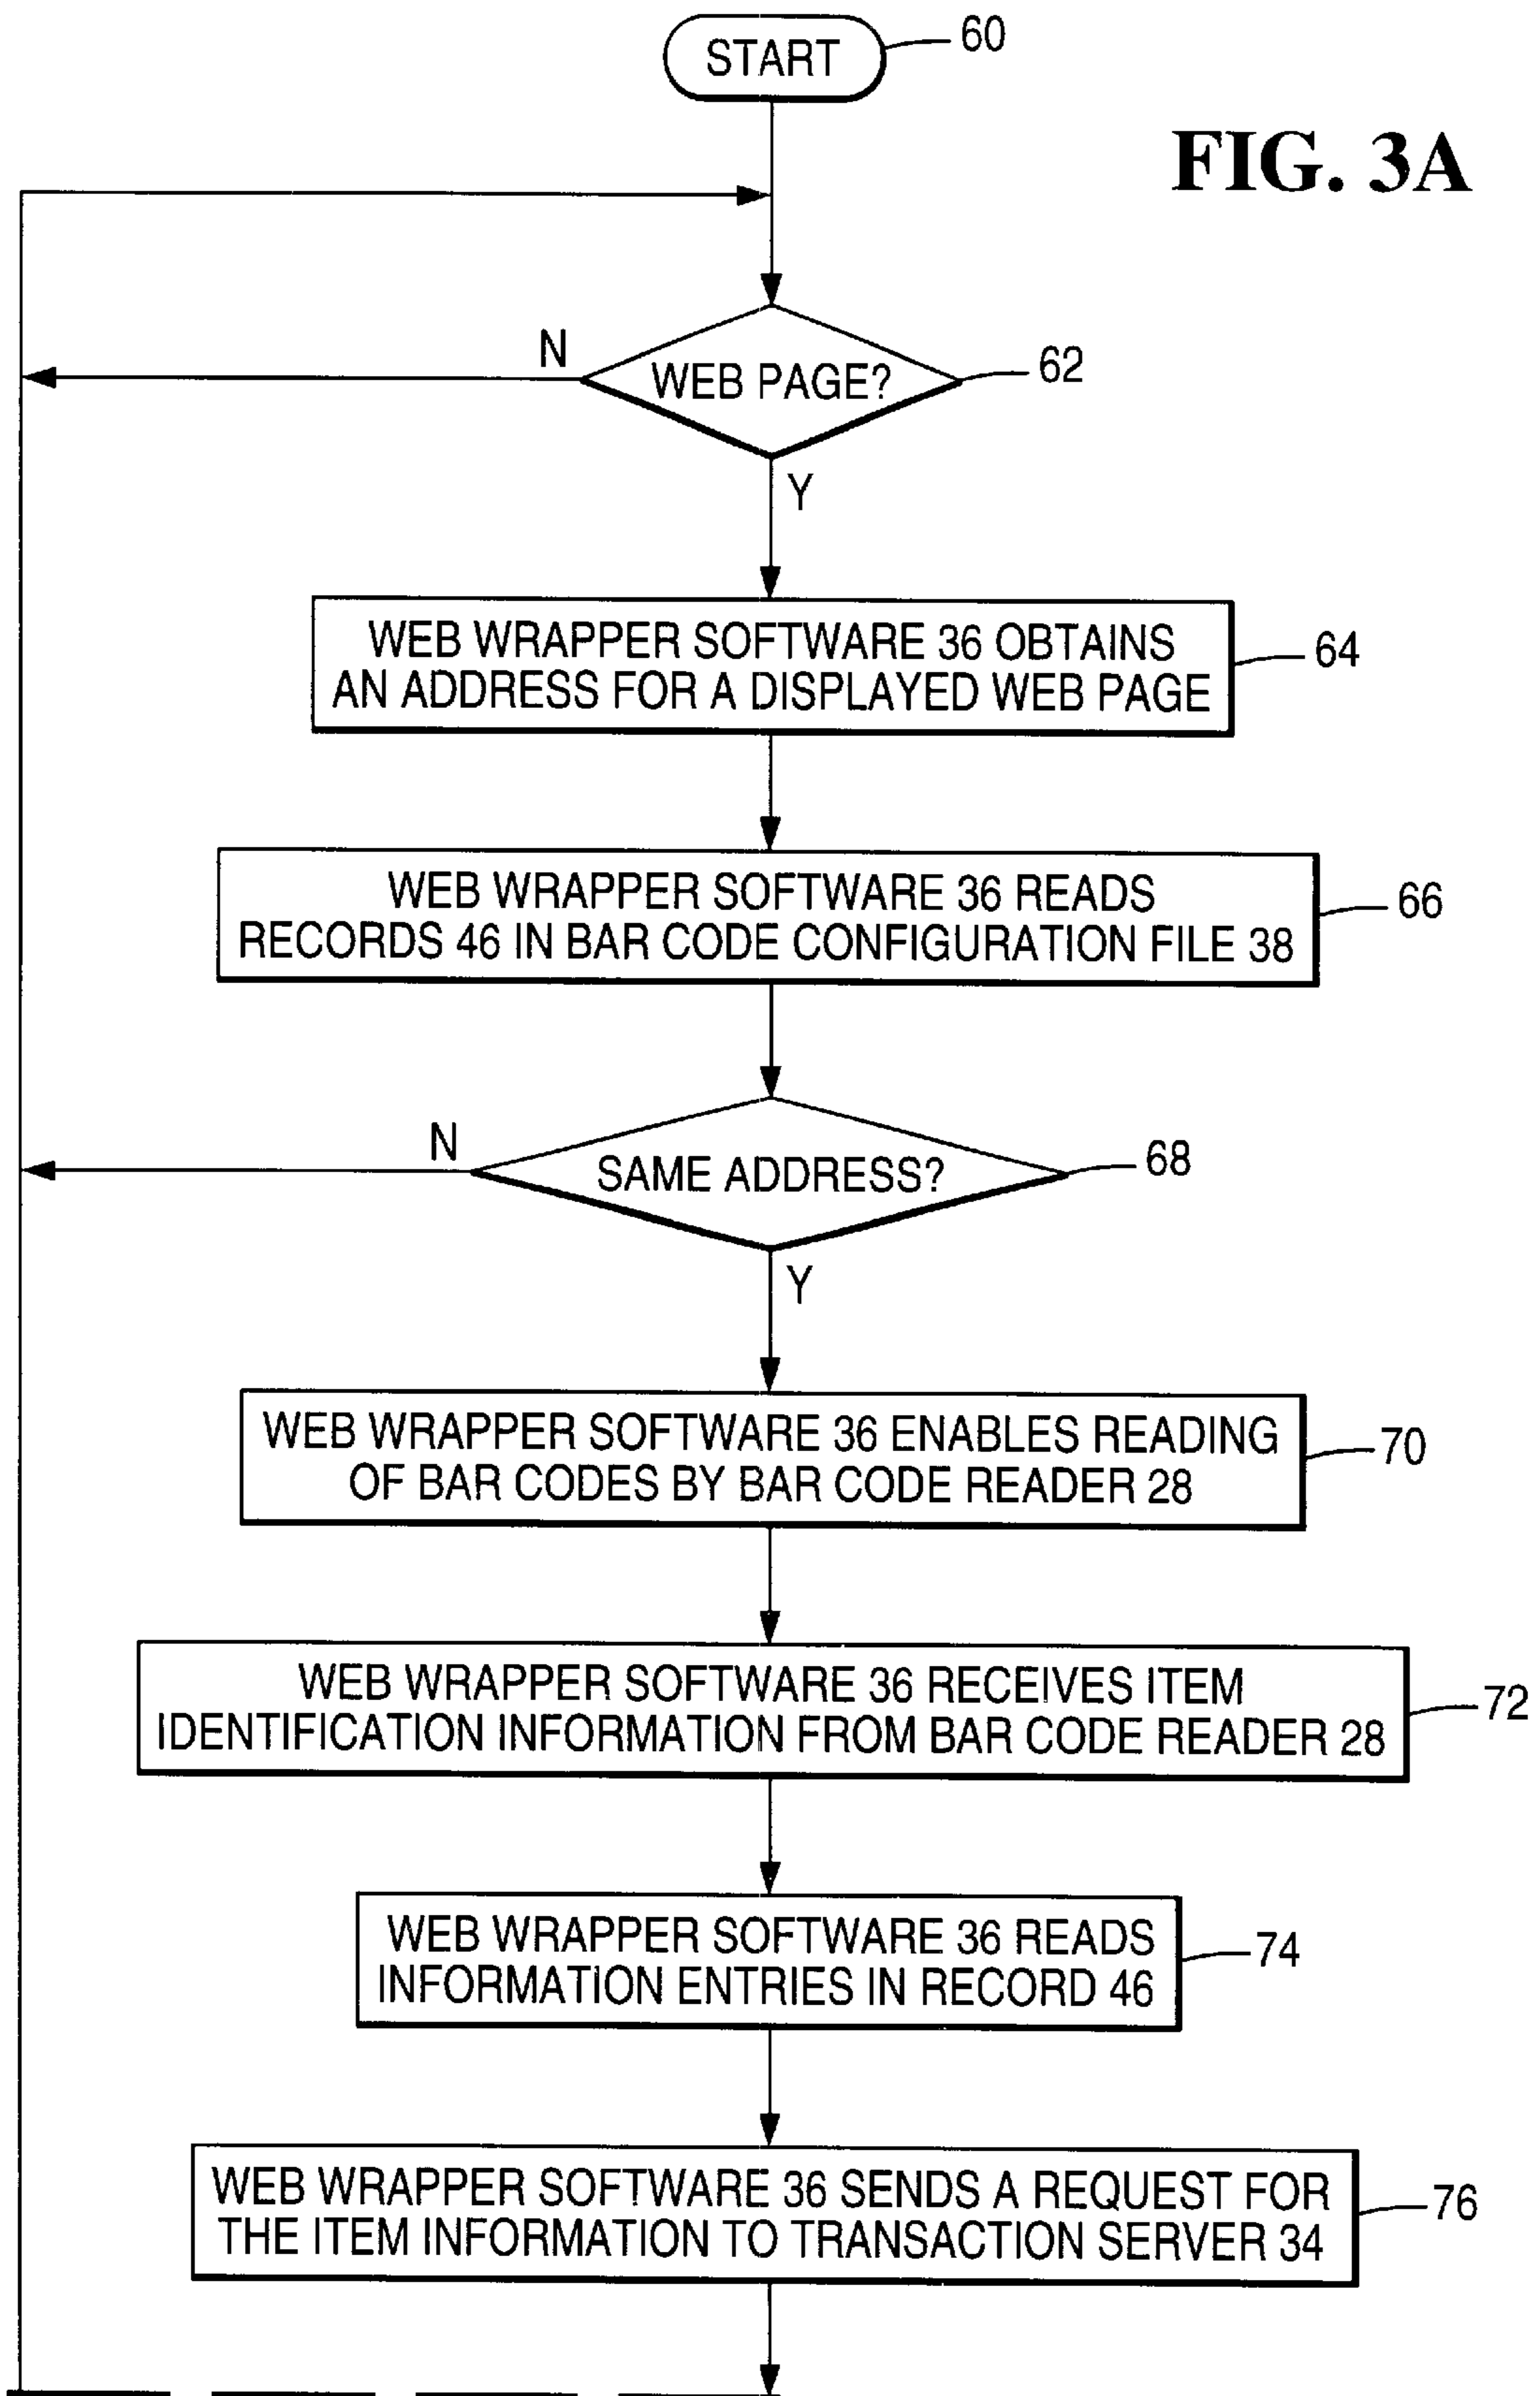 START
60
FIG. 3A
N
WEB PAGE?
62
Y
WEB WRAPPER SOFTWARE 36 OBTAINS
AN ADDRESS FOR A DISPLAYED WEB PAGE
64
WEB WRAPPER SOFTWARE 36 READS
RECORDS 46 IN BAR CODE CONFIGURATION FILE 38
66
N
SAME ADDRESS?
68
Y
WEB WRAPPER SOFTWARE 36 ENABLES READING
OF BAR CODES BY BAR CODE READER 28
70
WEB WRAPPER SOFTWARE 36 RECEIVES ITEM
IDENTIFICATION INFORMATION FROM BAR CODE READER 28
72
WEB WRAPPER SOFTWARE 36 READS
INFORMATION ENTRIES IN RECORD 46
74
WEB WRAPPER SOFTWARE 36 SENDS A REQUEST FOR
THE ITEM INFORMATION TO TRANSACTION SERVER 34
76